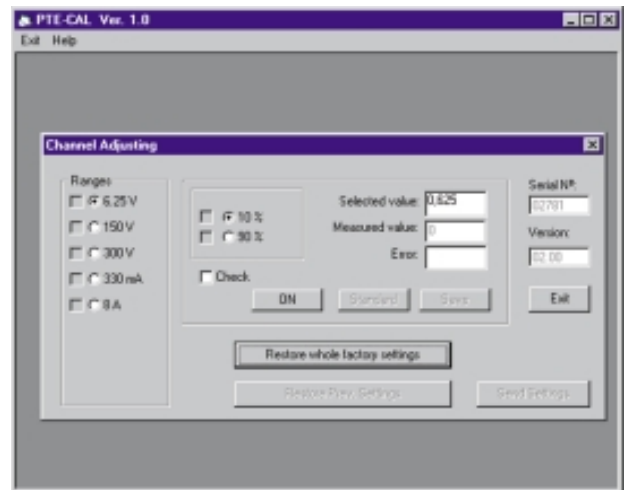 PTE-CAL Ver. 1.0
Exit Help
Channel Adjusting
Ranges
6.25 V
150 V
300 V
330 mA
8 A
10 %
90 %
Check
Selected value: 0,625
Measured value: 0
Error:
ON
Standard
Save
Serial Nº:
02781
Version:
02.00
Exit
Restore whole factory settings
Restore Prev. Settings
Send Settings